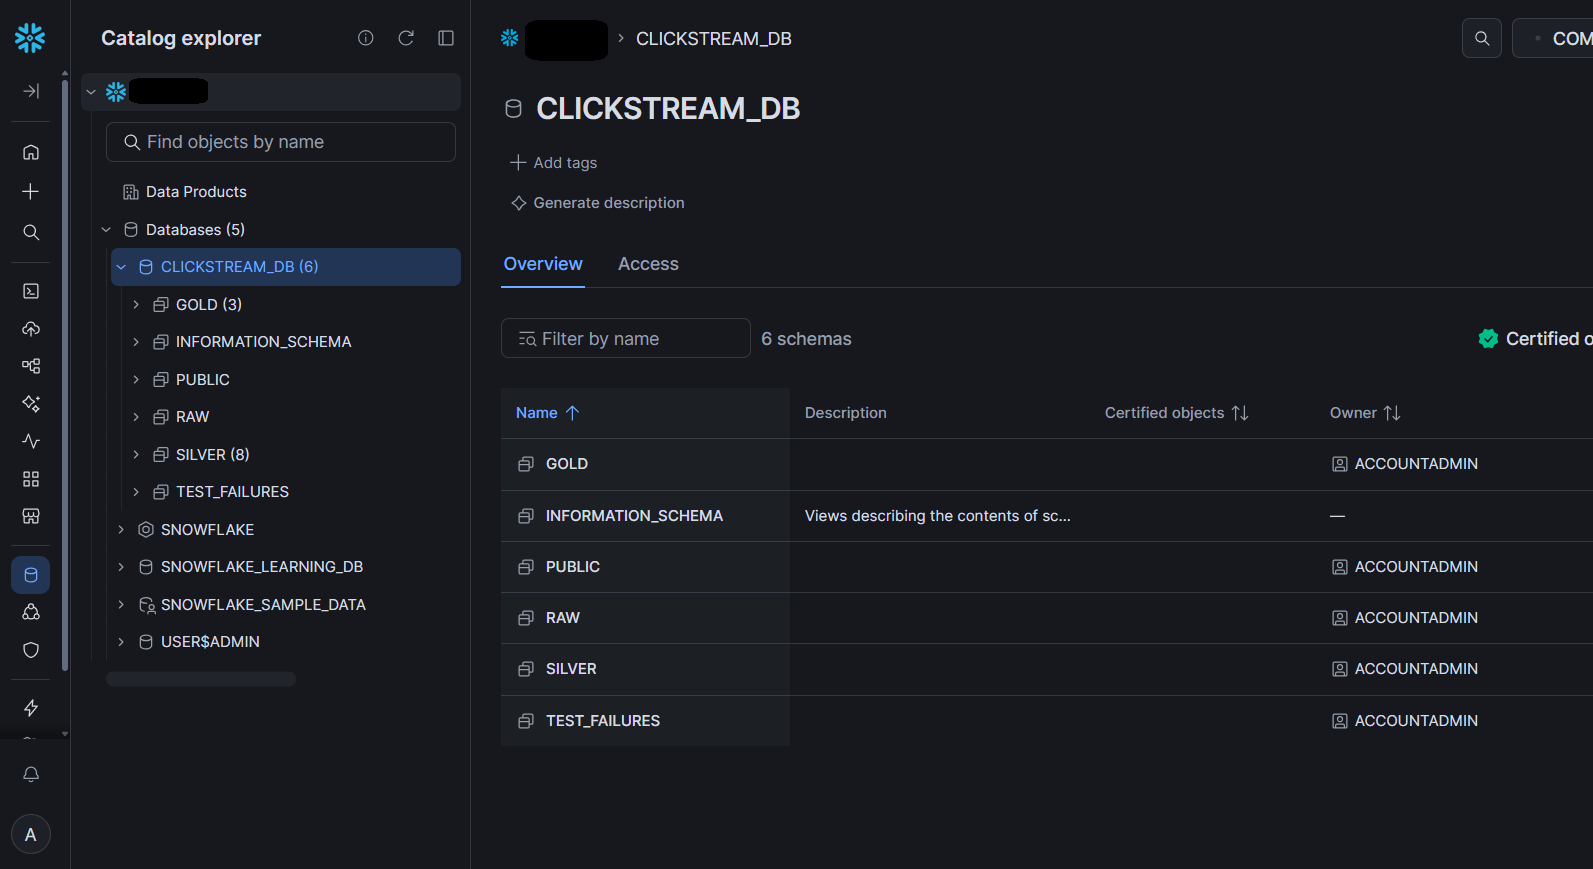 Catalog explorer
Find objects by name
Data Products
Databases (5)
CLICKSTREAM_DB (6)
GOLD (3)
INFORMATION_SCHEMA
PUBLIC
RAW
SILVER (8)
TEST_FAILURES
SNOWFLAKE
SNOWFLAKE_LEARNING_DB
SNOWFLAKE_SAMPLE_DATA
USER$ADMIN
A
CLICKSTREAM_DB
COM
CLICKSTREAM_DB
Add tags
Generate description
Overview Access
Filter by name 6 schemas Certified o
Name Description Certified objects Owner
GOLD ACCOUNTADMIN
INFORMATION_SCHEMA Views describing the contents of sc... —
PUBLIC ACCOUNTADMIN
RAW ACCOUNTADMIN
SILVER ACCOUNTADMIN
TEST_FAILURES ACCOUNTADMIN